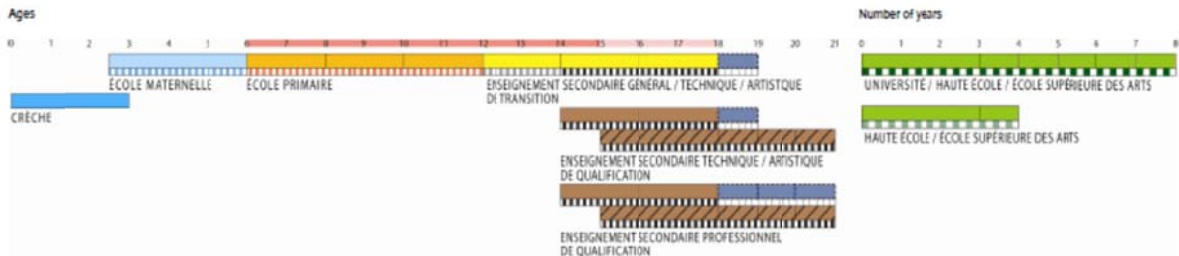 Ages
Number of years
0 1 2 3 4 5 6 7 8 9 10 11 12 13 14 15 16 17 18 19 20 21
0 1 2 3 4 5 6 7 8
ÉCOLE MATERNELLE
ÉCOLE PRIMAIRE
ENSEIGNEMENT SECONDAIRE GÉNÉRAL / TECHNIQUE / ARTISTQUE
DE TRANSITION
UNIVERSITÉ / HAUTE ÉCOLE / ÉCOLE SUPÉRIEURE DES ARTS
CRÈCHE
HAUTE ÉCOLE / ÉCOLE SUPÉRIEURE DES ARTS
ENSEIGNEMENT SECONDAIRE TECHNIQUE / ARTISTIQUE
DE QUALIFICATION
ENSEIGNEMENT SECONDAIRE PROFESSIONNEL
DE QUALIFICATION